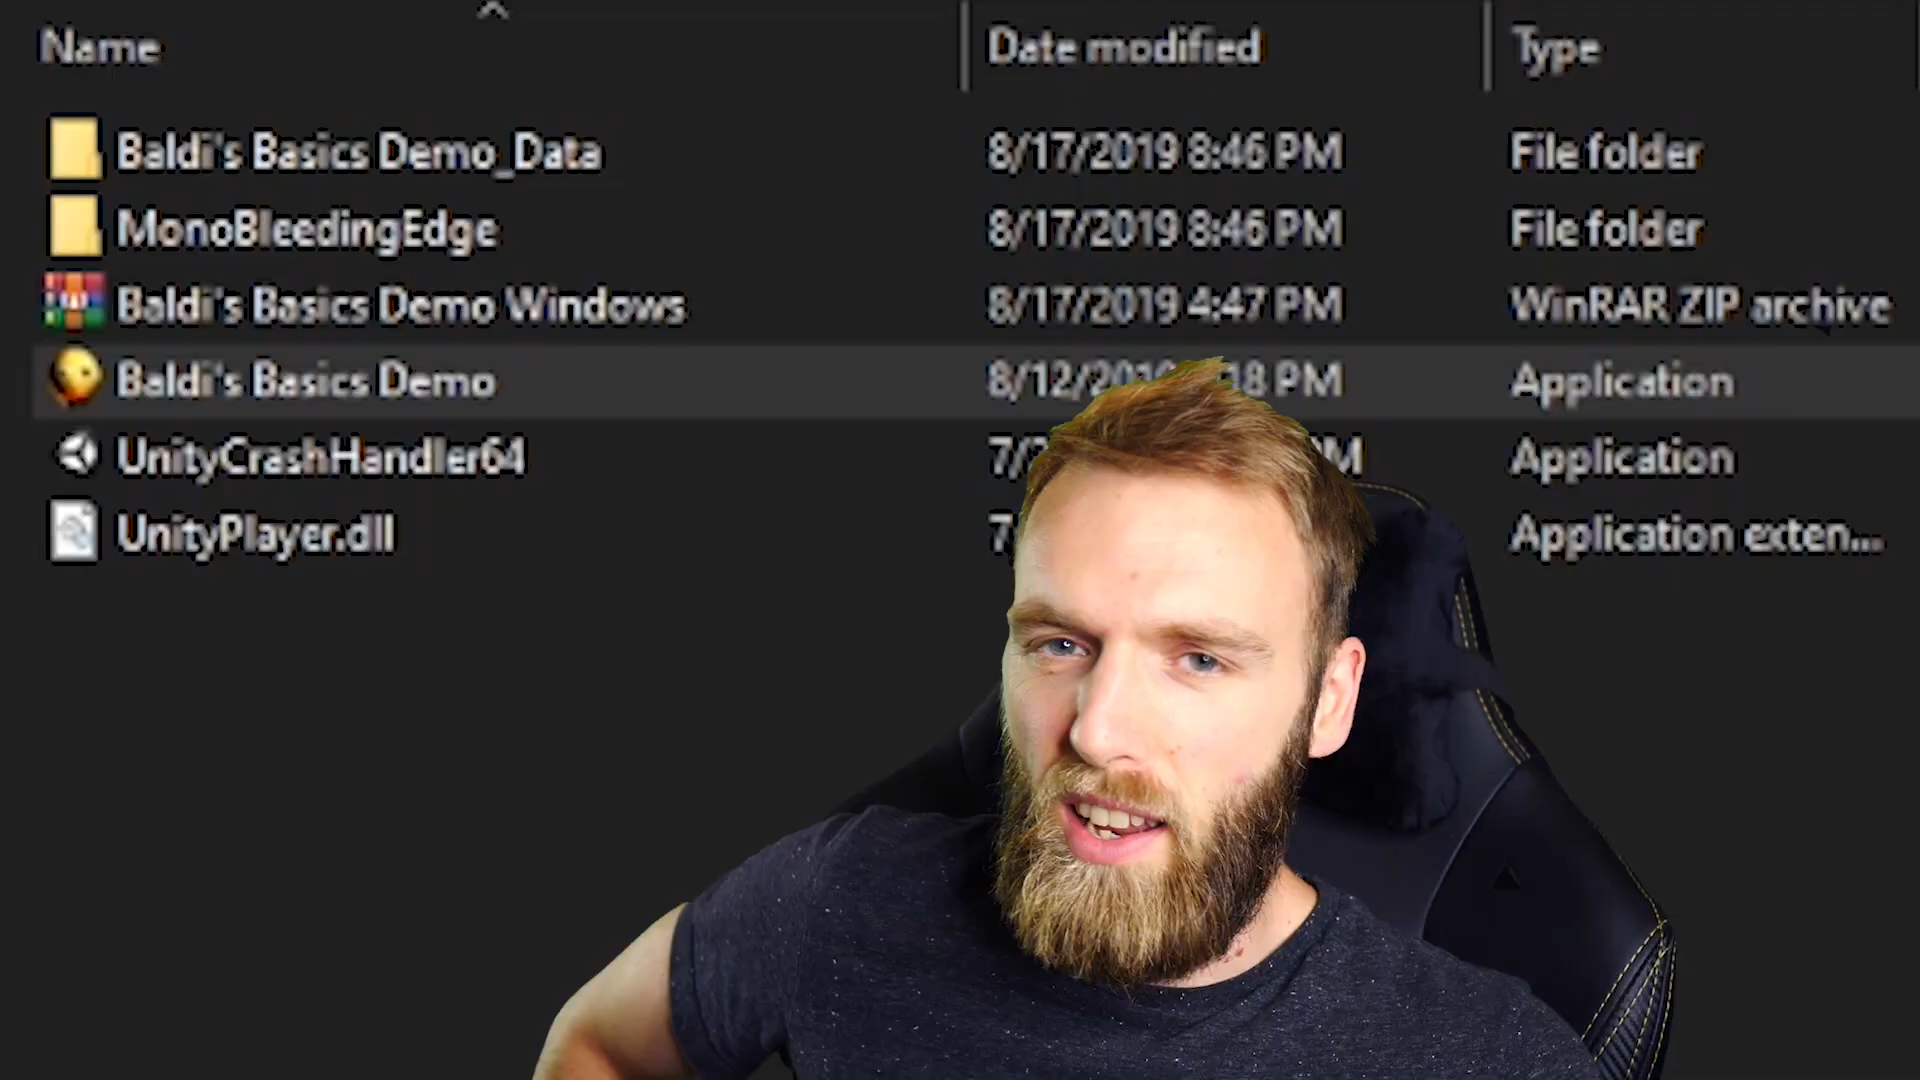 Name Date modified Type
Baldi's Basics Demo_Data 8/17/2019 8:46 PM File folder
MonoBleedingEdge 8/17/2019 8:46 PM File folder
Baldi's Basics Demo Windows 8/17/2019 4:47 PM WinRAR ZIP archive
Baldi's Basics Demo PM Application
UnityCrashHandler64 Application
UnityPlayer.dll Application exten...